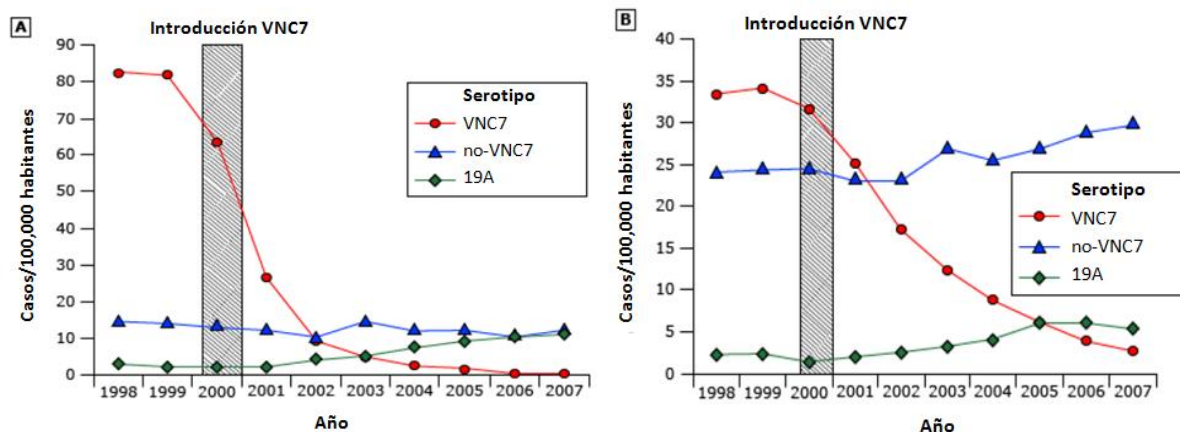 A
Introducción VNC7
Casos/100,000 habitantes
90
80
70
60
50
40
30
20
10
0
Serotipo
VNC7
no-VNC7
19A
1998 1999 2000 2001 2002 2003 2004 2005 2006 2007
Año
B
Introducción VNC7
Casos/100,000 habitantes
40
35
30
25
20
15
10
5
0
Serotipo
VNC7
no-VNC7
19A
1998 1999 2000 2001 2002 2003 2004 2005 2006 2007
Año